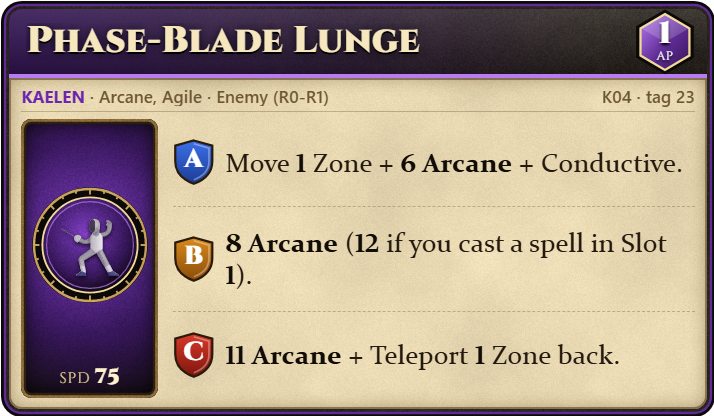 Phase-Blade Lunge
1
AP
KAELEN · Arcane, Agile · Enemy (R0-R1)
K04 · tag 23
A
Move 1 Zone + 6 Arcane + Conductive.
B
8 Arcane (12 if you cast a spell in Slot
1).
C
11 Arcane + Teleport 1 Zone back.
SPD 75